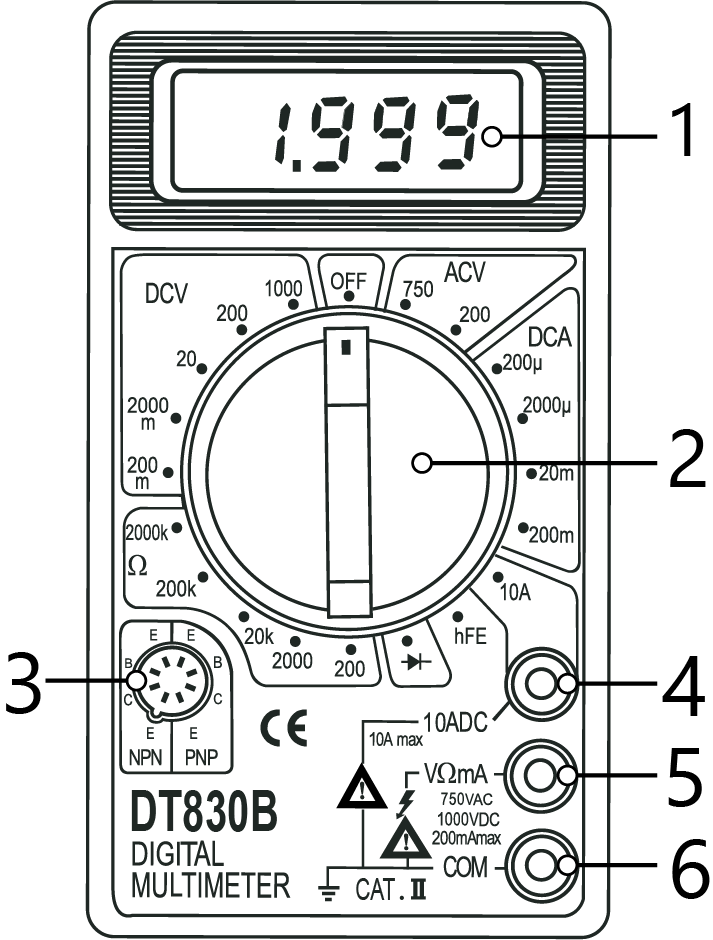 1.999
1
OFF
DCV
1000
200
20
2000
m
200
m
ACV
750
200
DCA
200µ
2000µ
20m
200m
10A
2
2000k
Ω
200k
20k
2000
200
hFE
3
E E
B B
C C
E E
NPN PNP
CE
10ADC
10A max
4
VΩmA
750VAC
1000VDC
200mAmax
5
COM
6
CAT. II
DT830B
DIGITAL
MULTIMETER